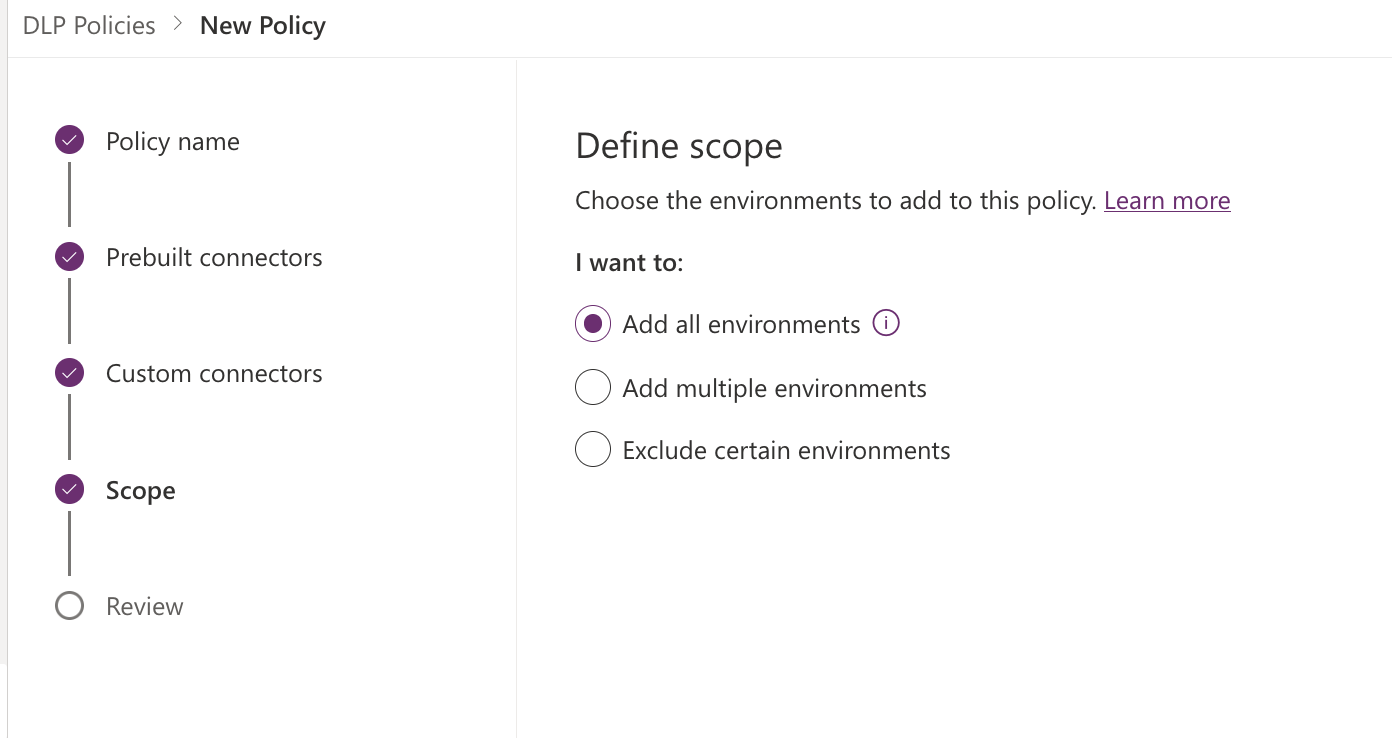 DLP Policies > New Policy
Policy name
Prebuilt connectors
Custom connectors
Scope
Review
Define scope
Choose the environments to add to this policy. Learn more
I want to:
Add all environments
Add multiple environments
Exclude certain environments